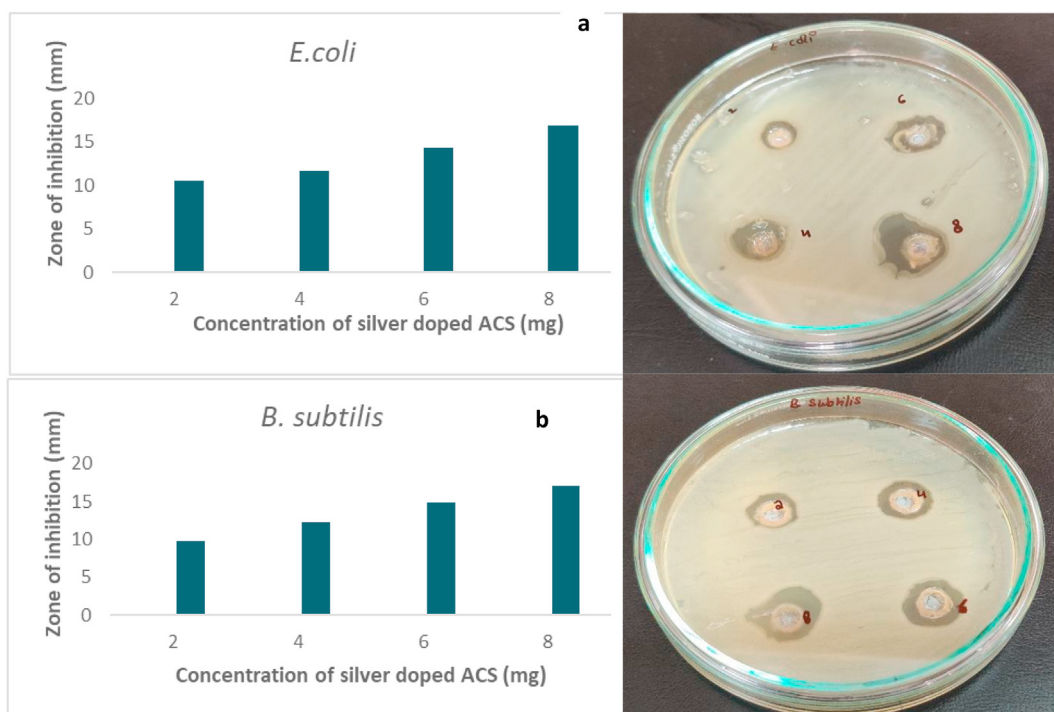 a
E.coli
Zone of inhibition (mm)
20
15
10
5
0
2
4
6
8
Concentration of silver doped ACS (mg)
E coli
2
6
4
8
b
B. subtilis
Zone of inhibition (mm)
20
15
10
5
0
2
4
6
8
Concentration of silver doped ACS (mg)
B subtilis
2
4
8
6